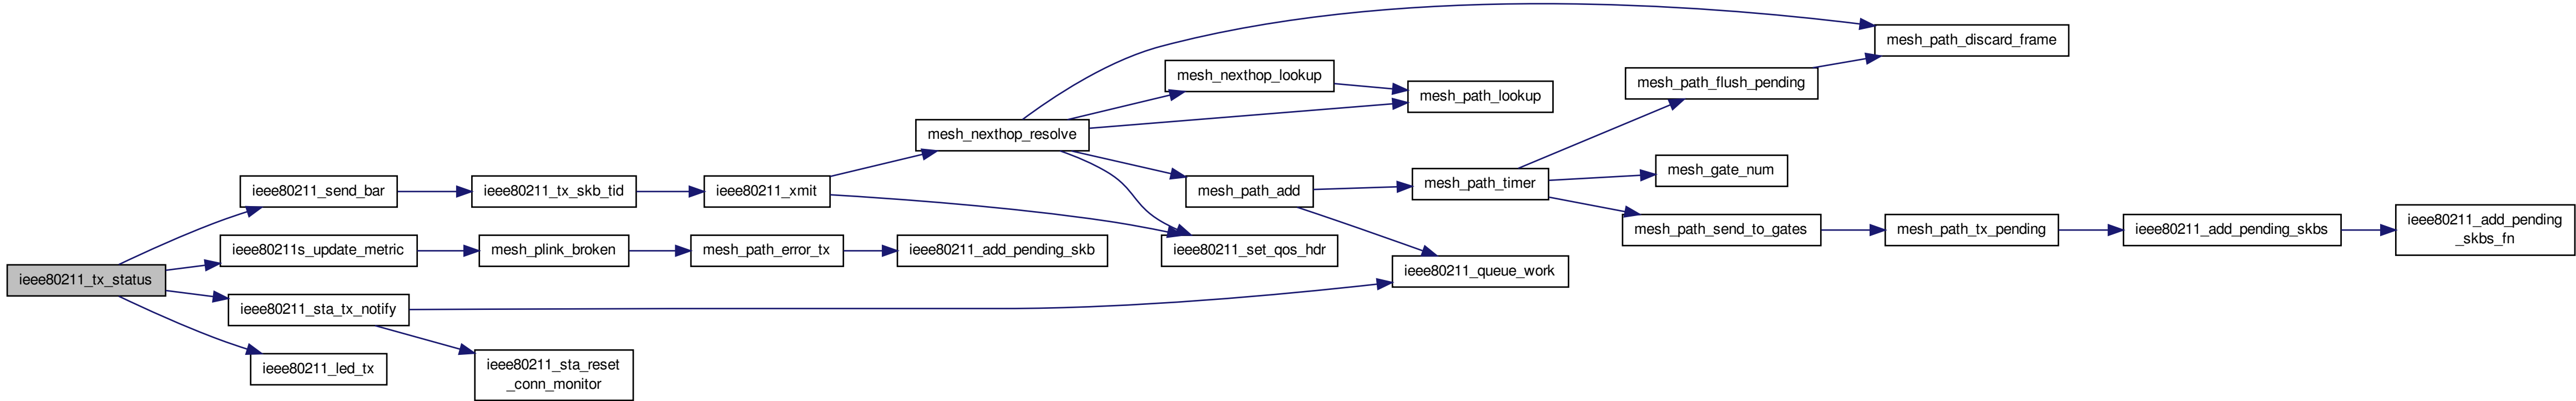 ieee80211_tx_status
ieee80211_send_bar
ieee80211s_update_metric
ieee80211_sta_tx_notify
ieee80211_led_tx
ieee80211_tx_skb_tid
mesh_plink_broken
ieee80211_sta_reset
_conn_monitor
ieee80211_xmit
mesh_path_error_tx
mesh_nexthop_resolve
ieee80211_add_pending_skb
mesh_nexthop_lookup
mesh_path_add
ieee80211_set_qos_hdr
mesh_path_lookup
mesh_path_timer
ieee80211_queue_work
mesh_path_flush_pending
mesh_gate_num
mesh_path_send_to_gates
mesh_path_discard_frame
mesh_path_tx_pending
ieee80211_add_pending_skbs
ieee80211_add_pending
_skbs_fn